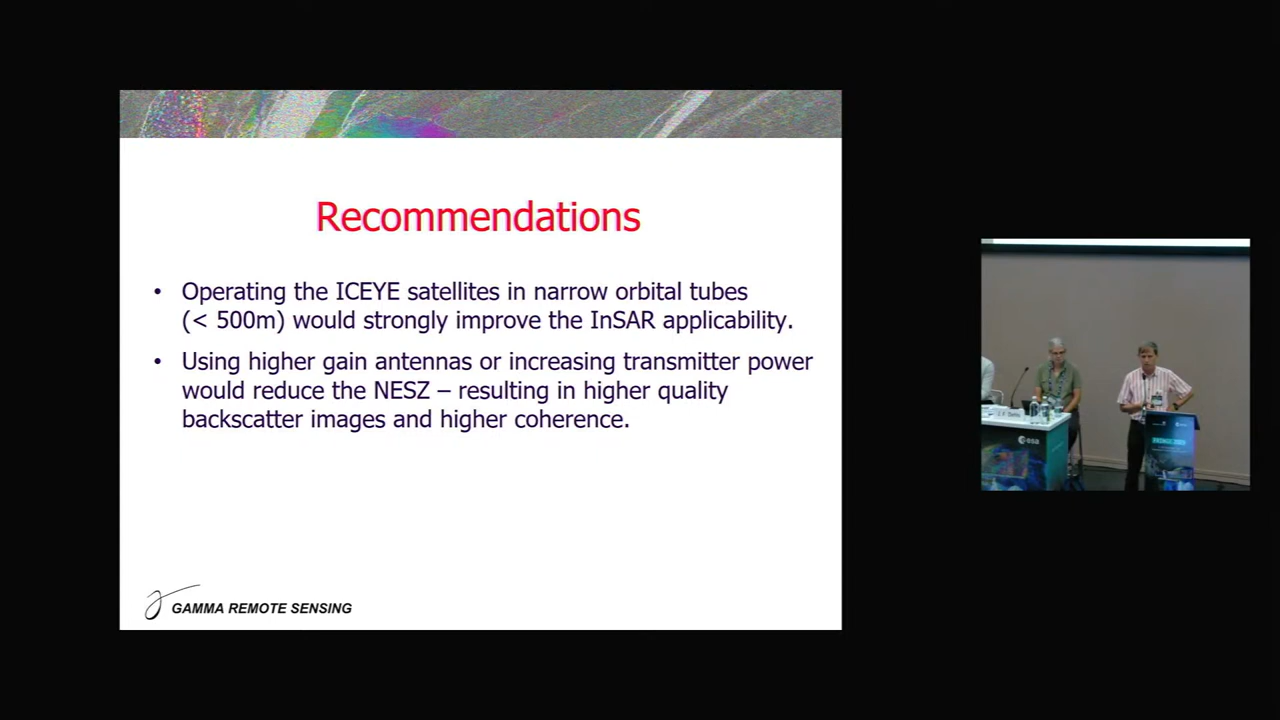 Recommendations
• Operating the ICEYE satellites in narrow orbital tubes
(< 500m) would strongly improve the InSAR applicability.
• Using higher gain antennas or increasing transmitter power
would reduce the NESZ – resulting in higher quality
backscatter images and higher coherence.
GAMMA REMOTE SENSING
esa